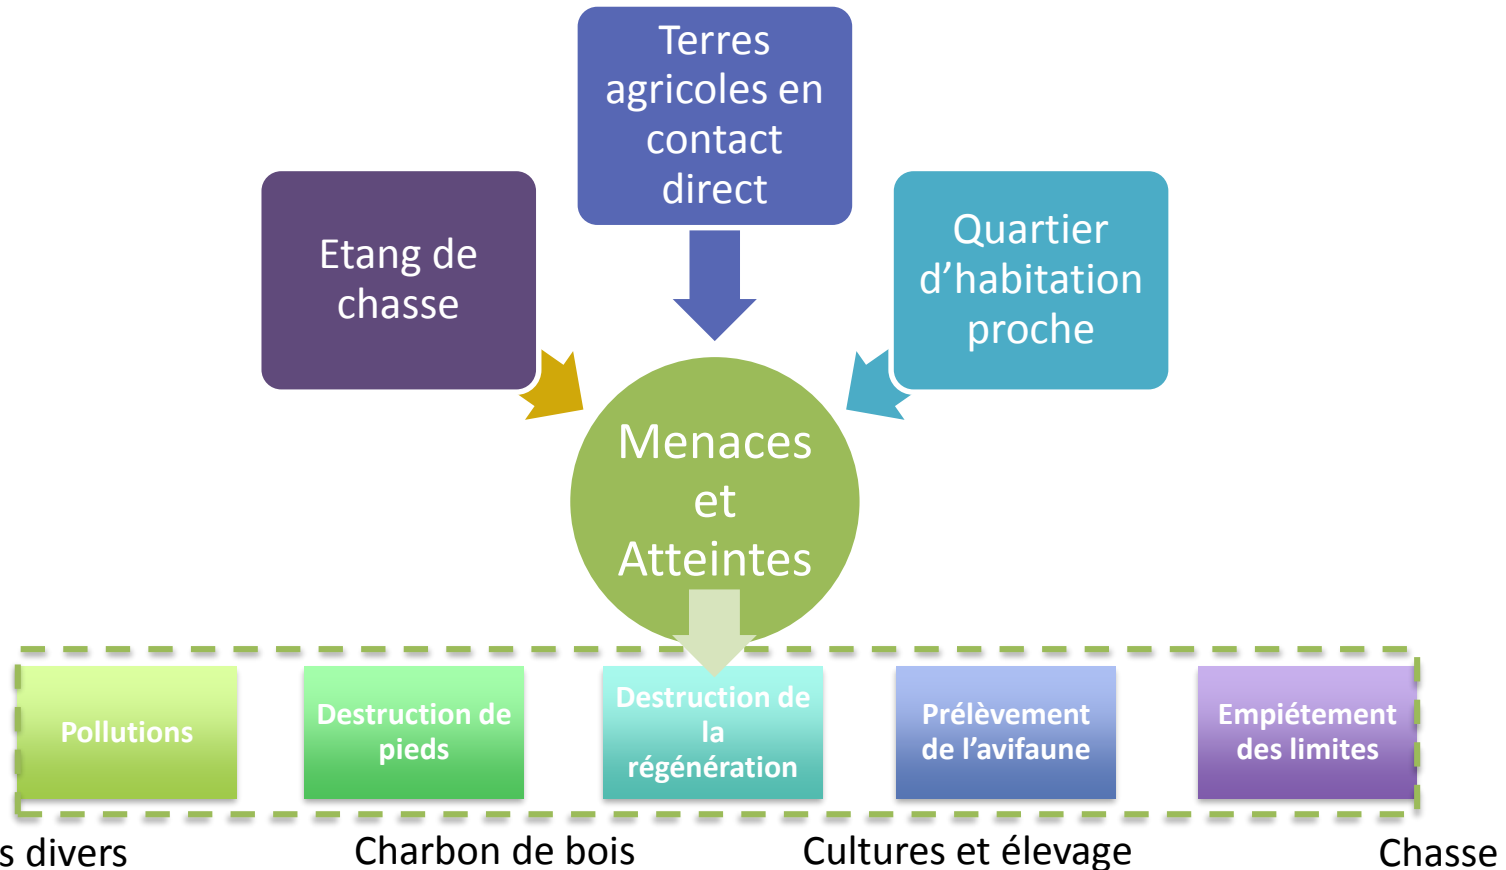 Terres
agricoles en
contact
direct
Etang de
chasse
Quartier
d’habitation
proche
Menaces
et
Atteintes
Pollutions
Destruction de
pieds
Destruction de
la
régénération
Prélèvement
de l’avifaune
Empiétement
des limites
s divers
Charbon de bois
Cultures et élevage
Chasse